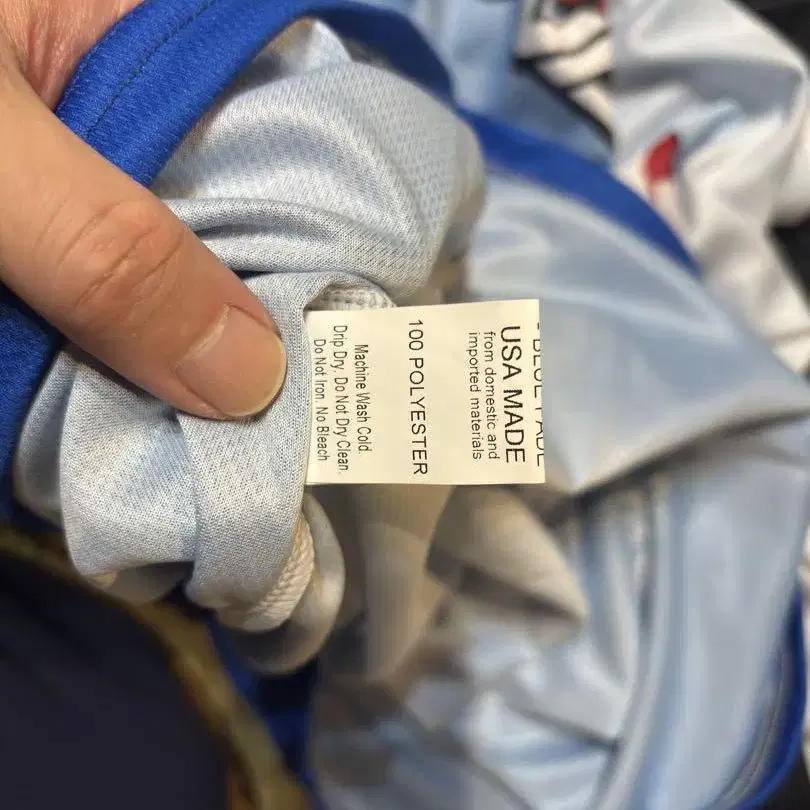 USA MADE
from domestic and
imported materials
100 POLYESTER
Machine Wash Cold.
Drip Dry. Do Not Dry Clean.
Do Not Iron. No Bleach